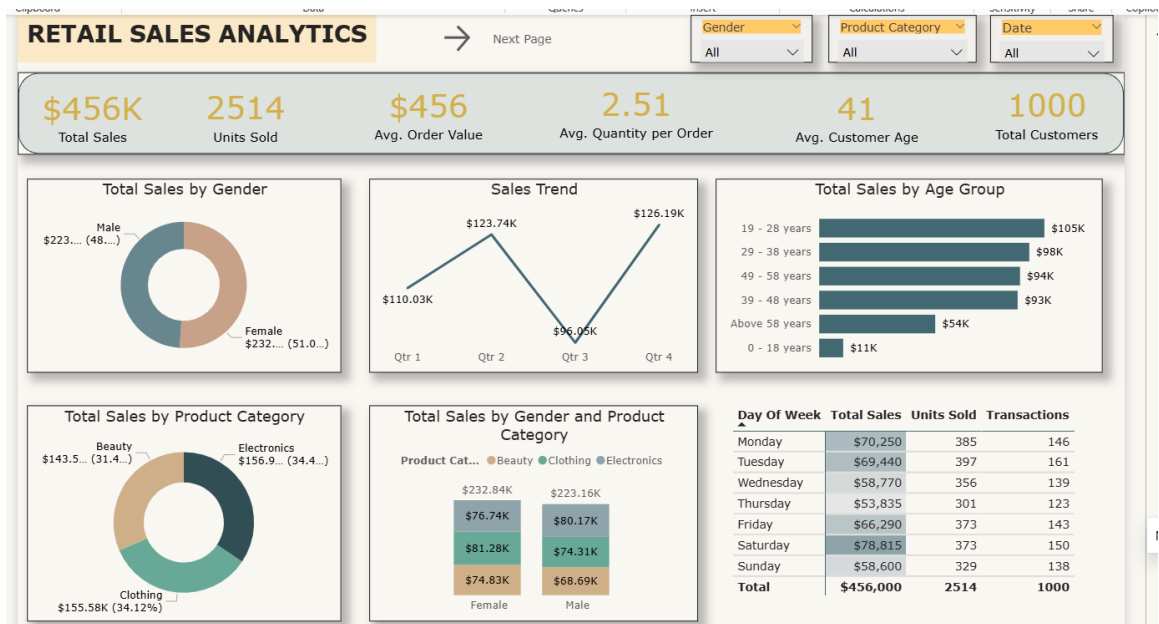 Clipboard Data Queries Insert Calculations Sensitivity Share Copilot
RETAIL SALES ANALYTICS
Next Page
Gender
All
Product Category
All
Date
All
$456K
Total Sales
2514
Units Sold
$456
Avg. Order Value
2.51
Avg. Quantity per Order
41
Avg. Customer Age
1000
Total Customers
Total Sales by Gender
Male
$223.... (48....)
Female
$232.... (51.0...)
Sales Trend
$110.03K
$123.74K
$96.05K
$126.19K
Qtr 1 Qtr 2 Qtr 3 Qtr 4
Total Sales by Age Group
19 - 28 years $105K
29 - 38 years $98K
49 - 58 years $94K
39 - 48 years $93K
Above 58 years $54K
0 - 18 years $11K
Total Sales by Product Category
Beauty
$143.5... (31.4...)
Electronics
$156.9... (34.4...)
Clothing
$155.58K (34.12%)
Total Sales by Gender and Product
Category
Product Cat... Beauty Clothing Electronics
$232.84K $223.16K
$76.74K $80.17K
$81.28K $74.31K
$74.83K $68.69K
Female Male
Day Of Week Total Sales Units Sold Transactions
Monday $70,250 385 146
Tuesday $69,440 397 161
Wednesday $58,770 356 139
Thursday $53,835 301 123
Friday $66,290 373 143
Saturday $78,815 373 150
Sunday $58,600 329 138
Total $456,000 2514 1000